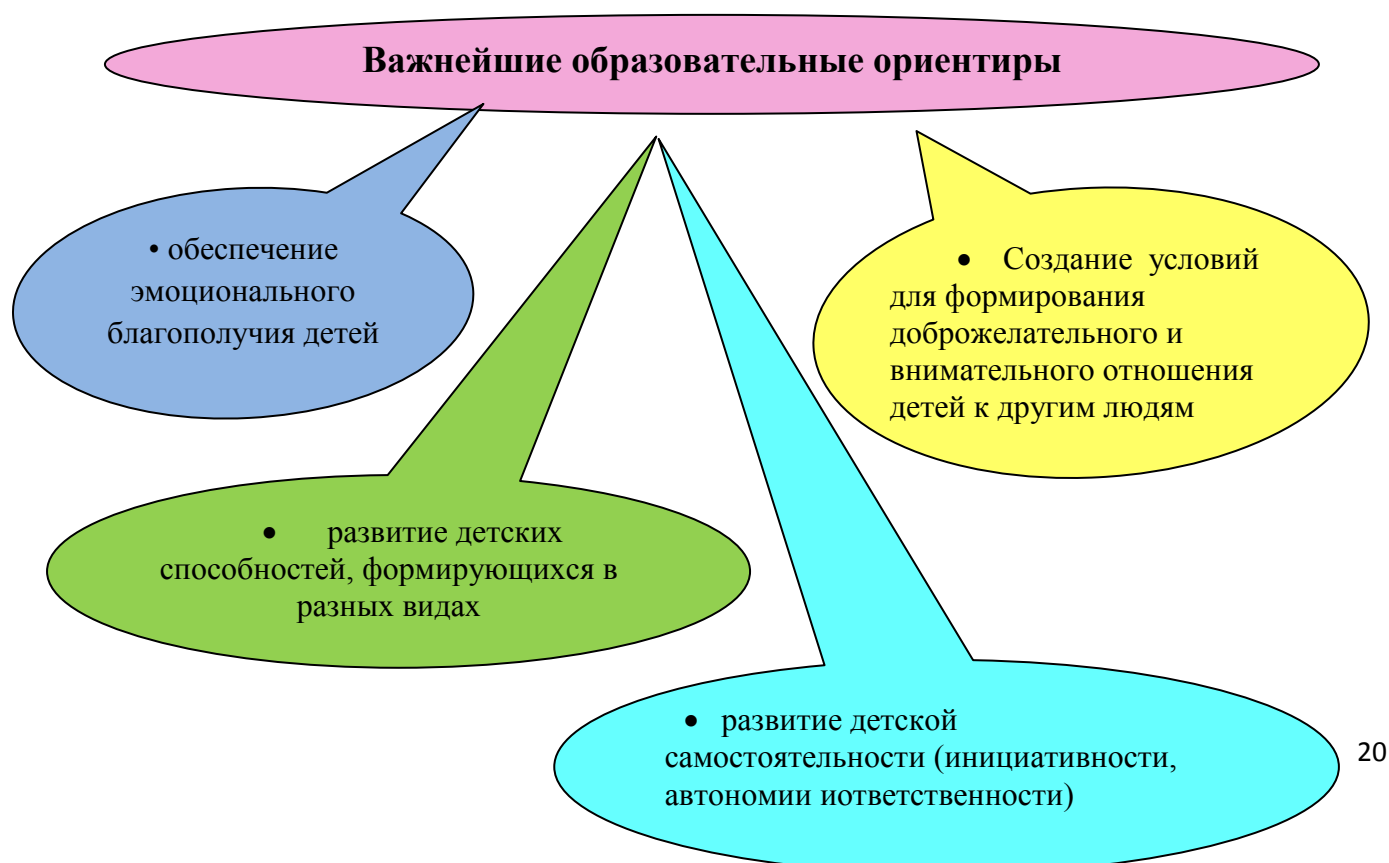 Важнейшие образовательные ориентиры
• обеспечение
эмоционального
благополучия детей
• Создание условий
для формирования
доброжелательного и
внимательного отношения
детей к другим людям
• развитие детских
способностей, формирующихся в
разных видах
• развитие детской
самостоятельности (инициативности,
автономии иответственности)
20